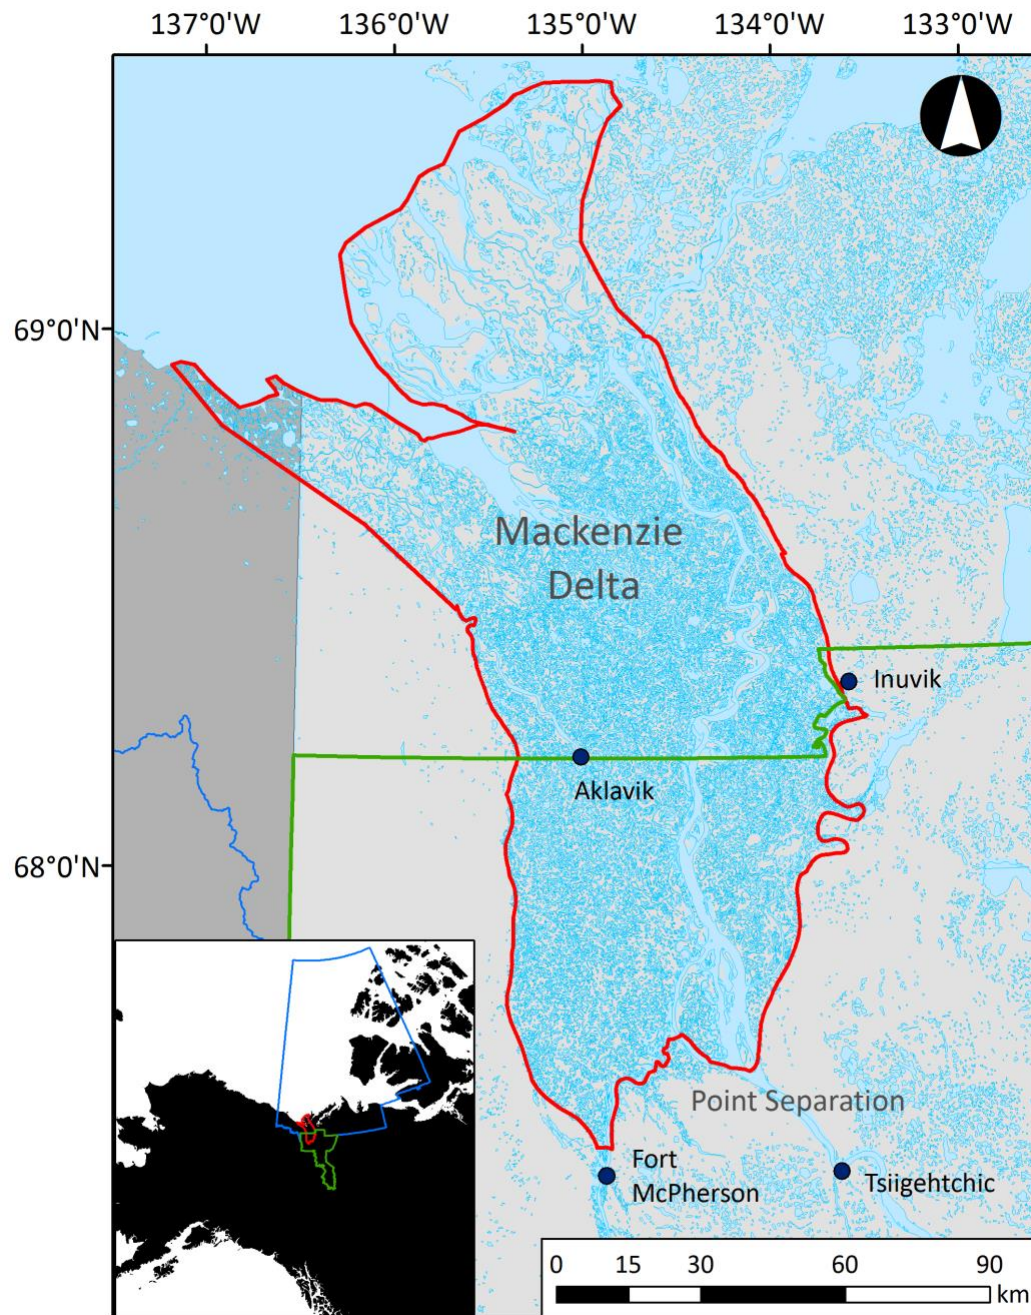 137°0'W 136°0'W 135°0'W 134°0'W 133°0'W
69°0'N
Mackenzie
Delta
Inuvik
Aklavik
68°0'N
Point Separation
Fort
McPherson
Tsiigehtchic
0 15 30 60 90
km